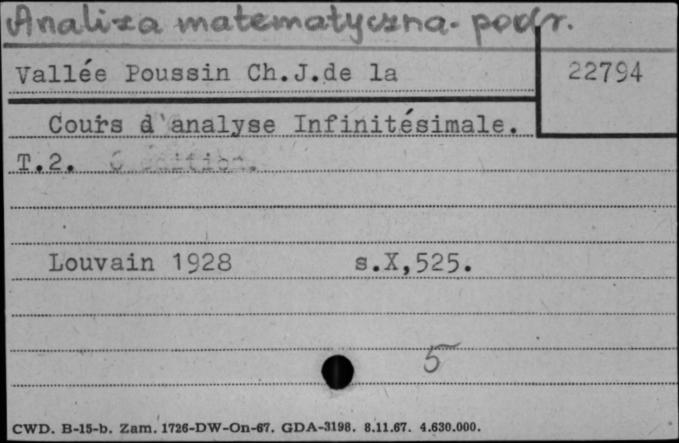 Analiza matematyczna - podr.
Vallée Poussin Ch.J.de la
22794
Cours d'analyse Infinitésimale.
T.2.
Louvain 1928 s.X,525.
5
CWD. B-15-b. Zam. 1726-DW-On-67. GDA-3198. 8.11.67. 4.630.000.